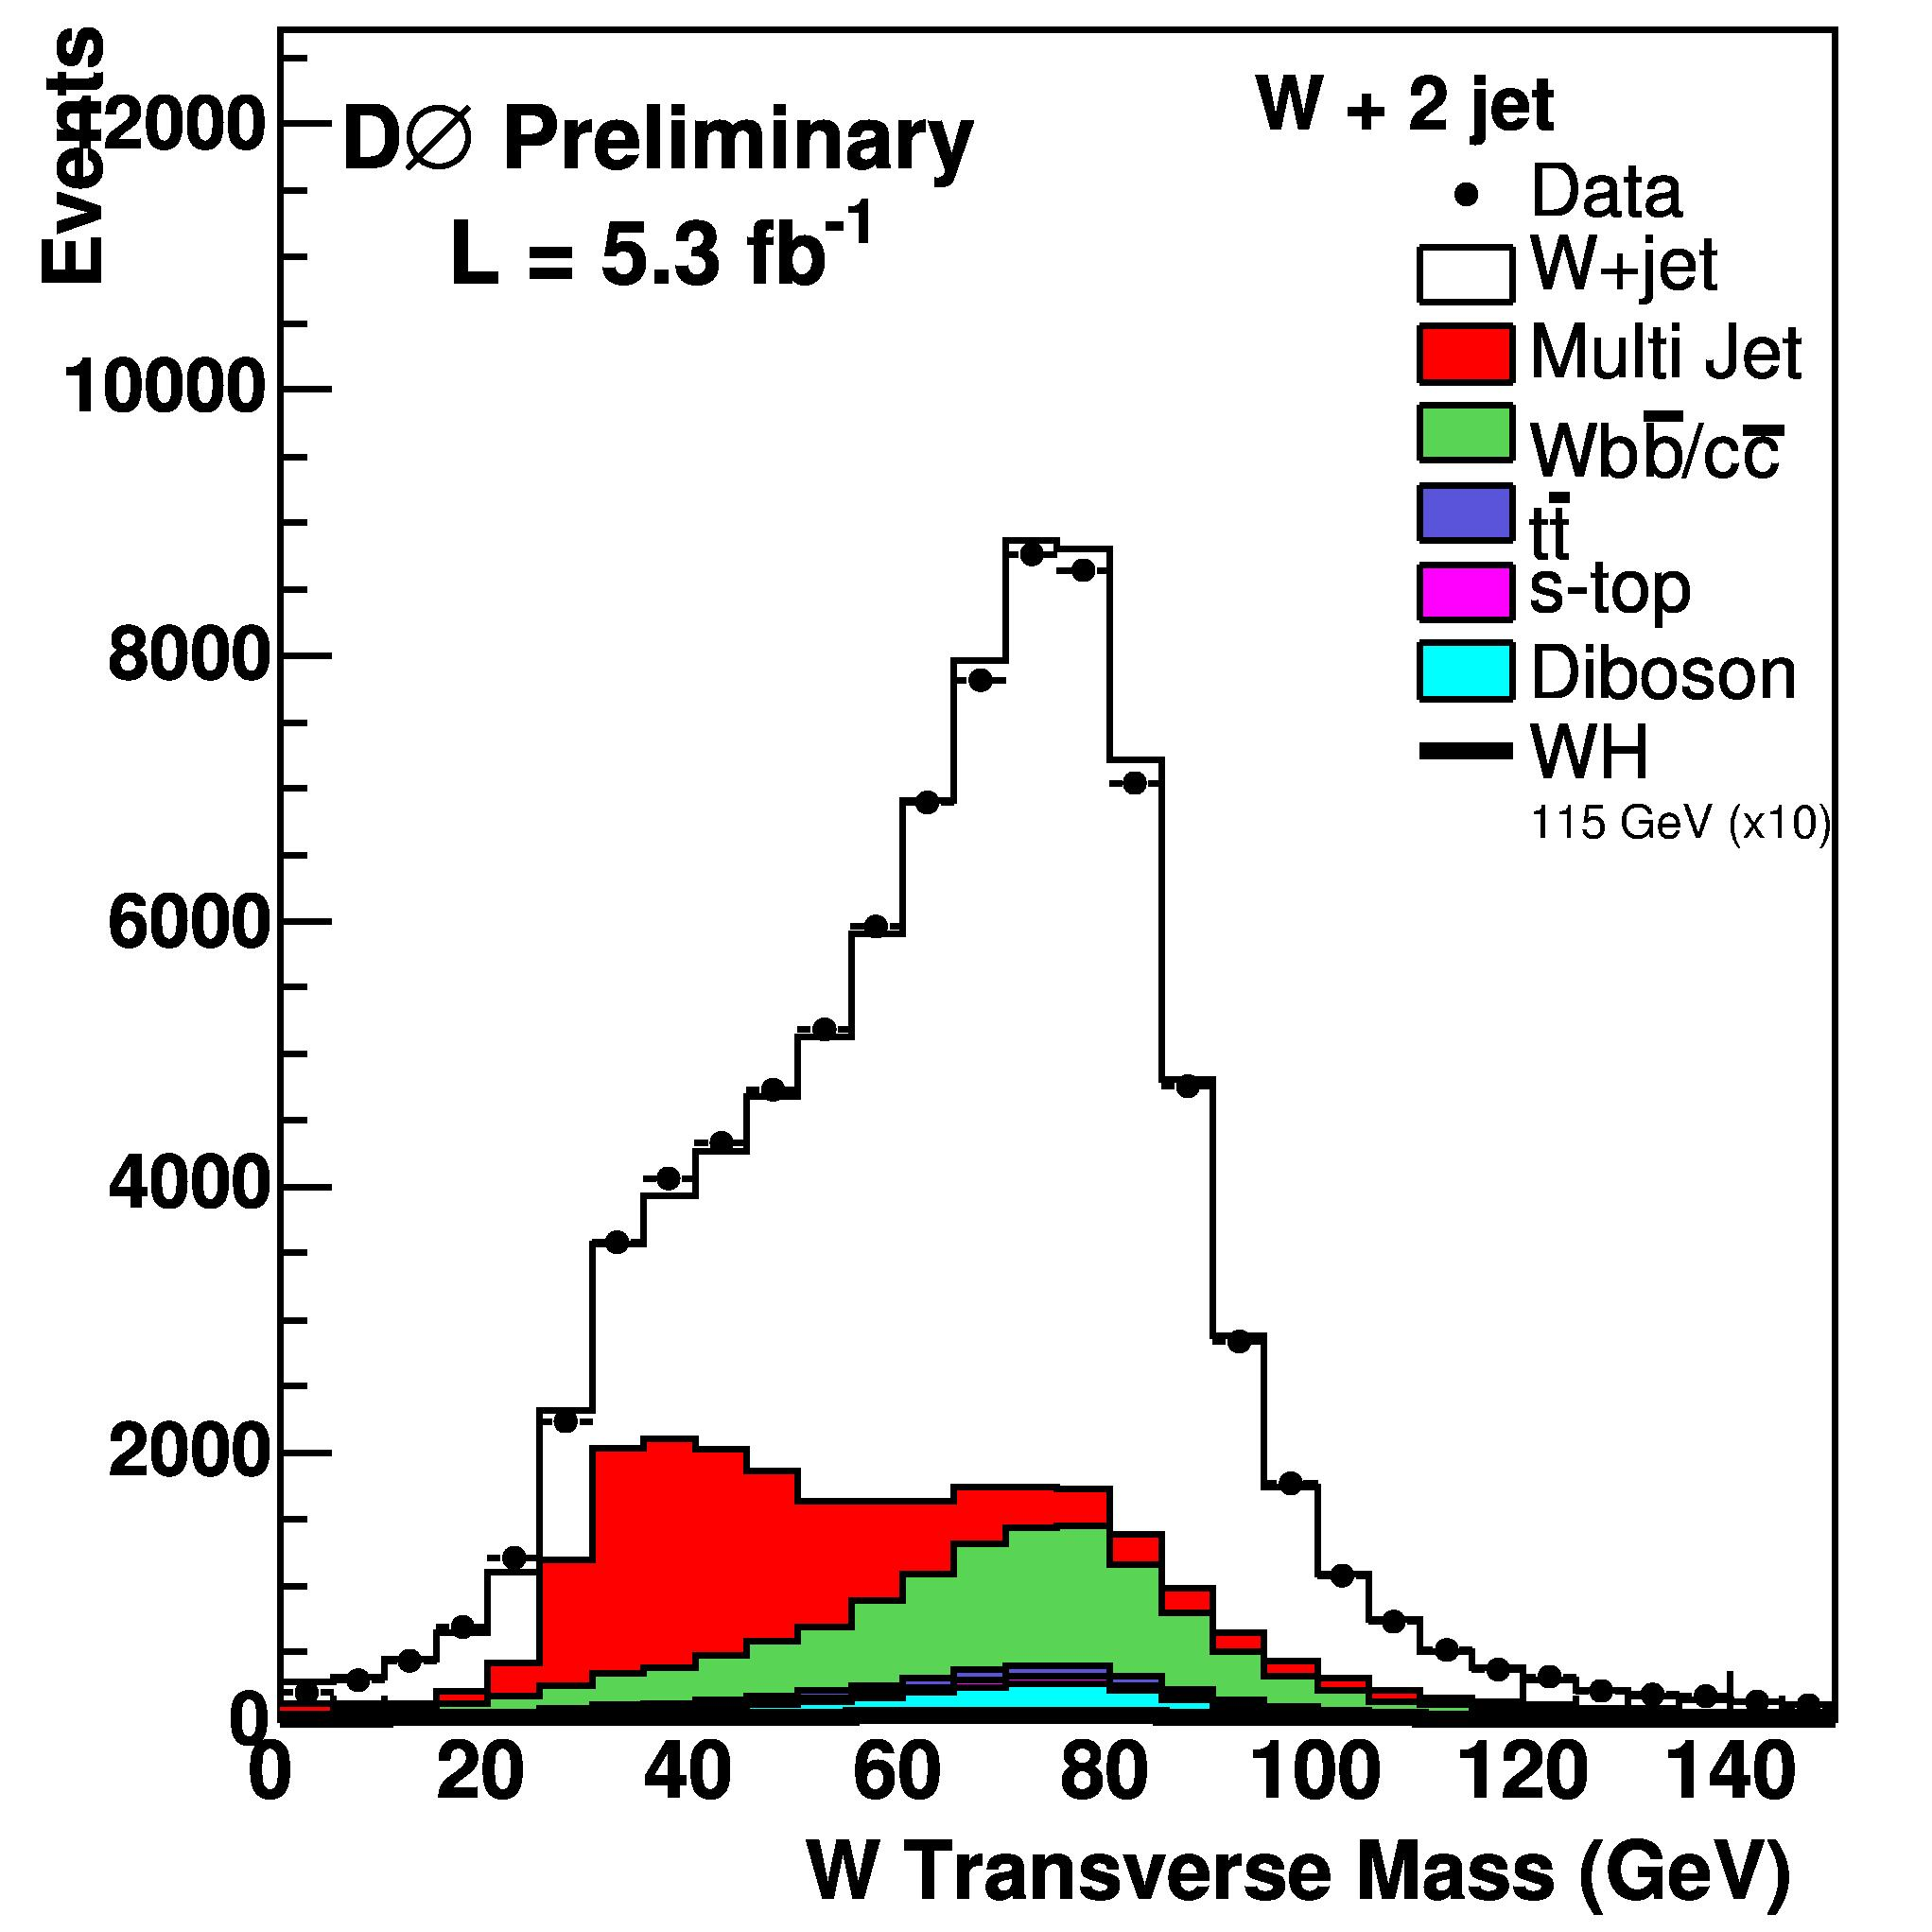 Events
DØ Preliminary
L = 5.3 fb⁻¹
W + 2 jet
Data
W+jet
Multi Jet
Wbb̅/cc̅
tt̅
s-top
Diboson
WH
115 GeV (x10)
2000
10000
8000
6000
4000
2000
0
0 20 40 60 80 100 120 140
W Transverse Mass (GeV)